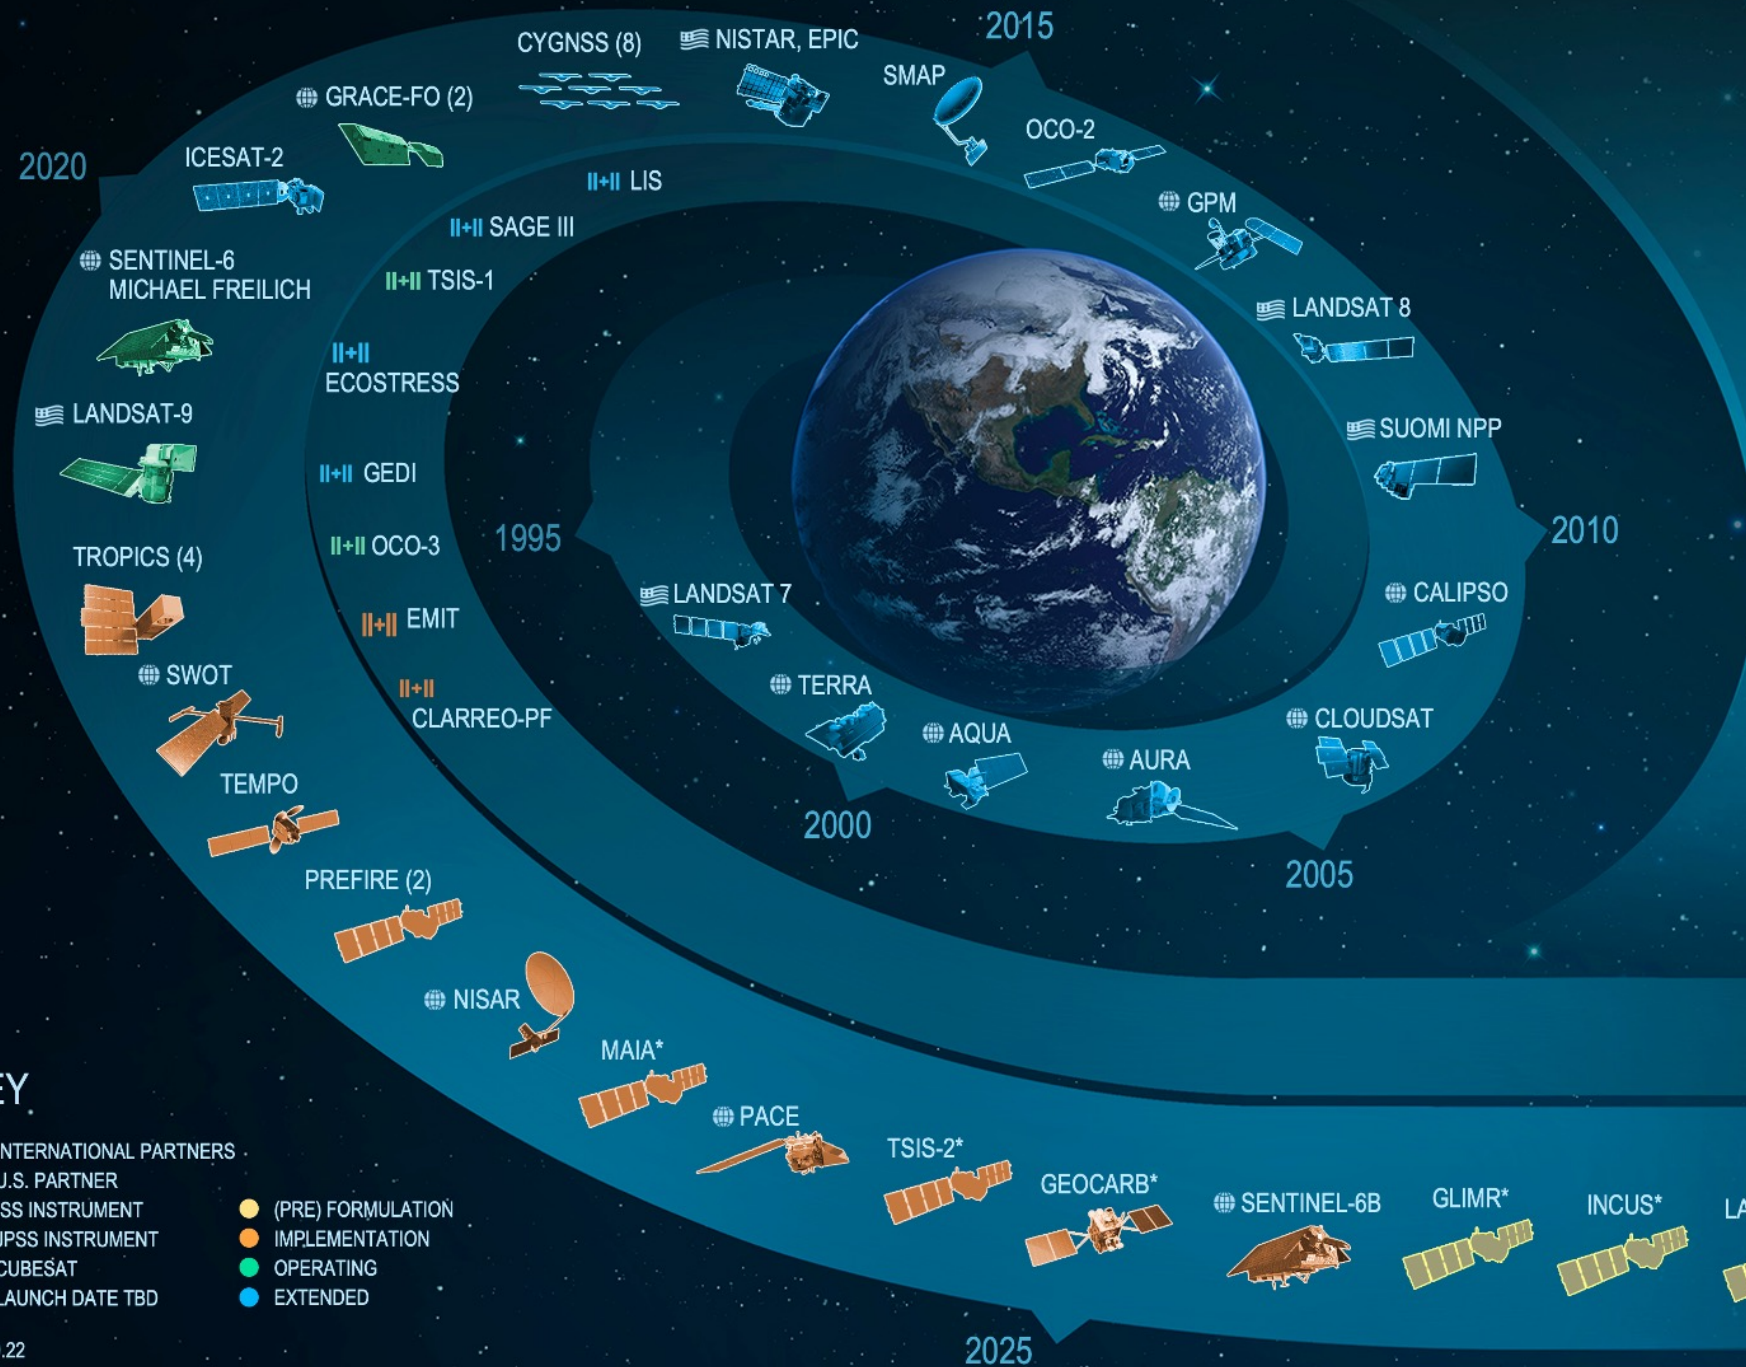 2015
CYGNSS (8)
NISTAR, EPIC
SMAP
GRACE-FO (2)
OCO-2
ICESAT-2
2020
LIS
GPM
SAGE III
SENTINEL-6
MICHAEL FREILICH
TSIS-1
LANDSAT 8
ECOSTRESS
LANDSAT-9
SUOMI NPP
GEDI
2010
1995
OCO-3
TROPICS (4)
LANDSAT 7
CALIPSO
EMIT
SWOT
TERRA
CLARREO-PF
CLOUDSAT
AQUA
AURA
TEMPO
2000
2005
PREFIRE (2)
NISAR
MAIA*
PACE
TSIS-2*
GEOCARB*
SENTINEL-6B
GLIMR*
INCUS*
LA
EY
NTERNATIONAL PARTNERS
U.S. PARTNER
SS INSTRUMENT
JPSS INSTRUMENT
CUBESAT
LAUNCH DATE TBD
(PRE) FORMULATION
IMPLEMENTATION
OPERATING
EXTENDED
.22
2025